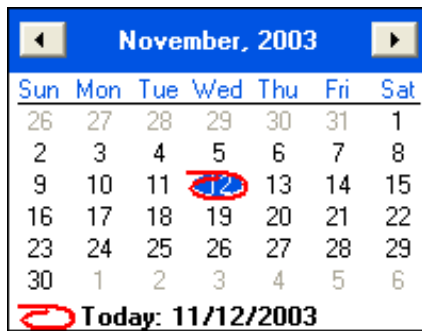 November, 2003
Sun Mon Tue Wed Thu Fri Sat
26 27 28 29 30 31 1
2 3 4 5 6 7 8
9 10 11 12 13 14 15
16 17 18 19 20 21 22
23 24 25 26 27 28 29
30 1 2 3 4 5 6
Today: 11/12/2003